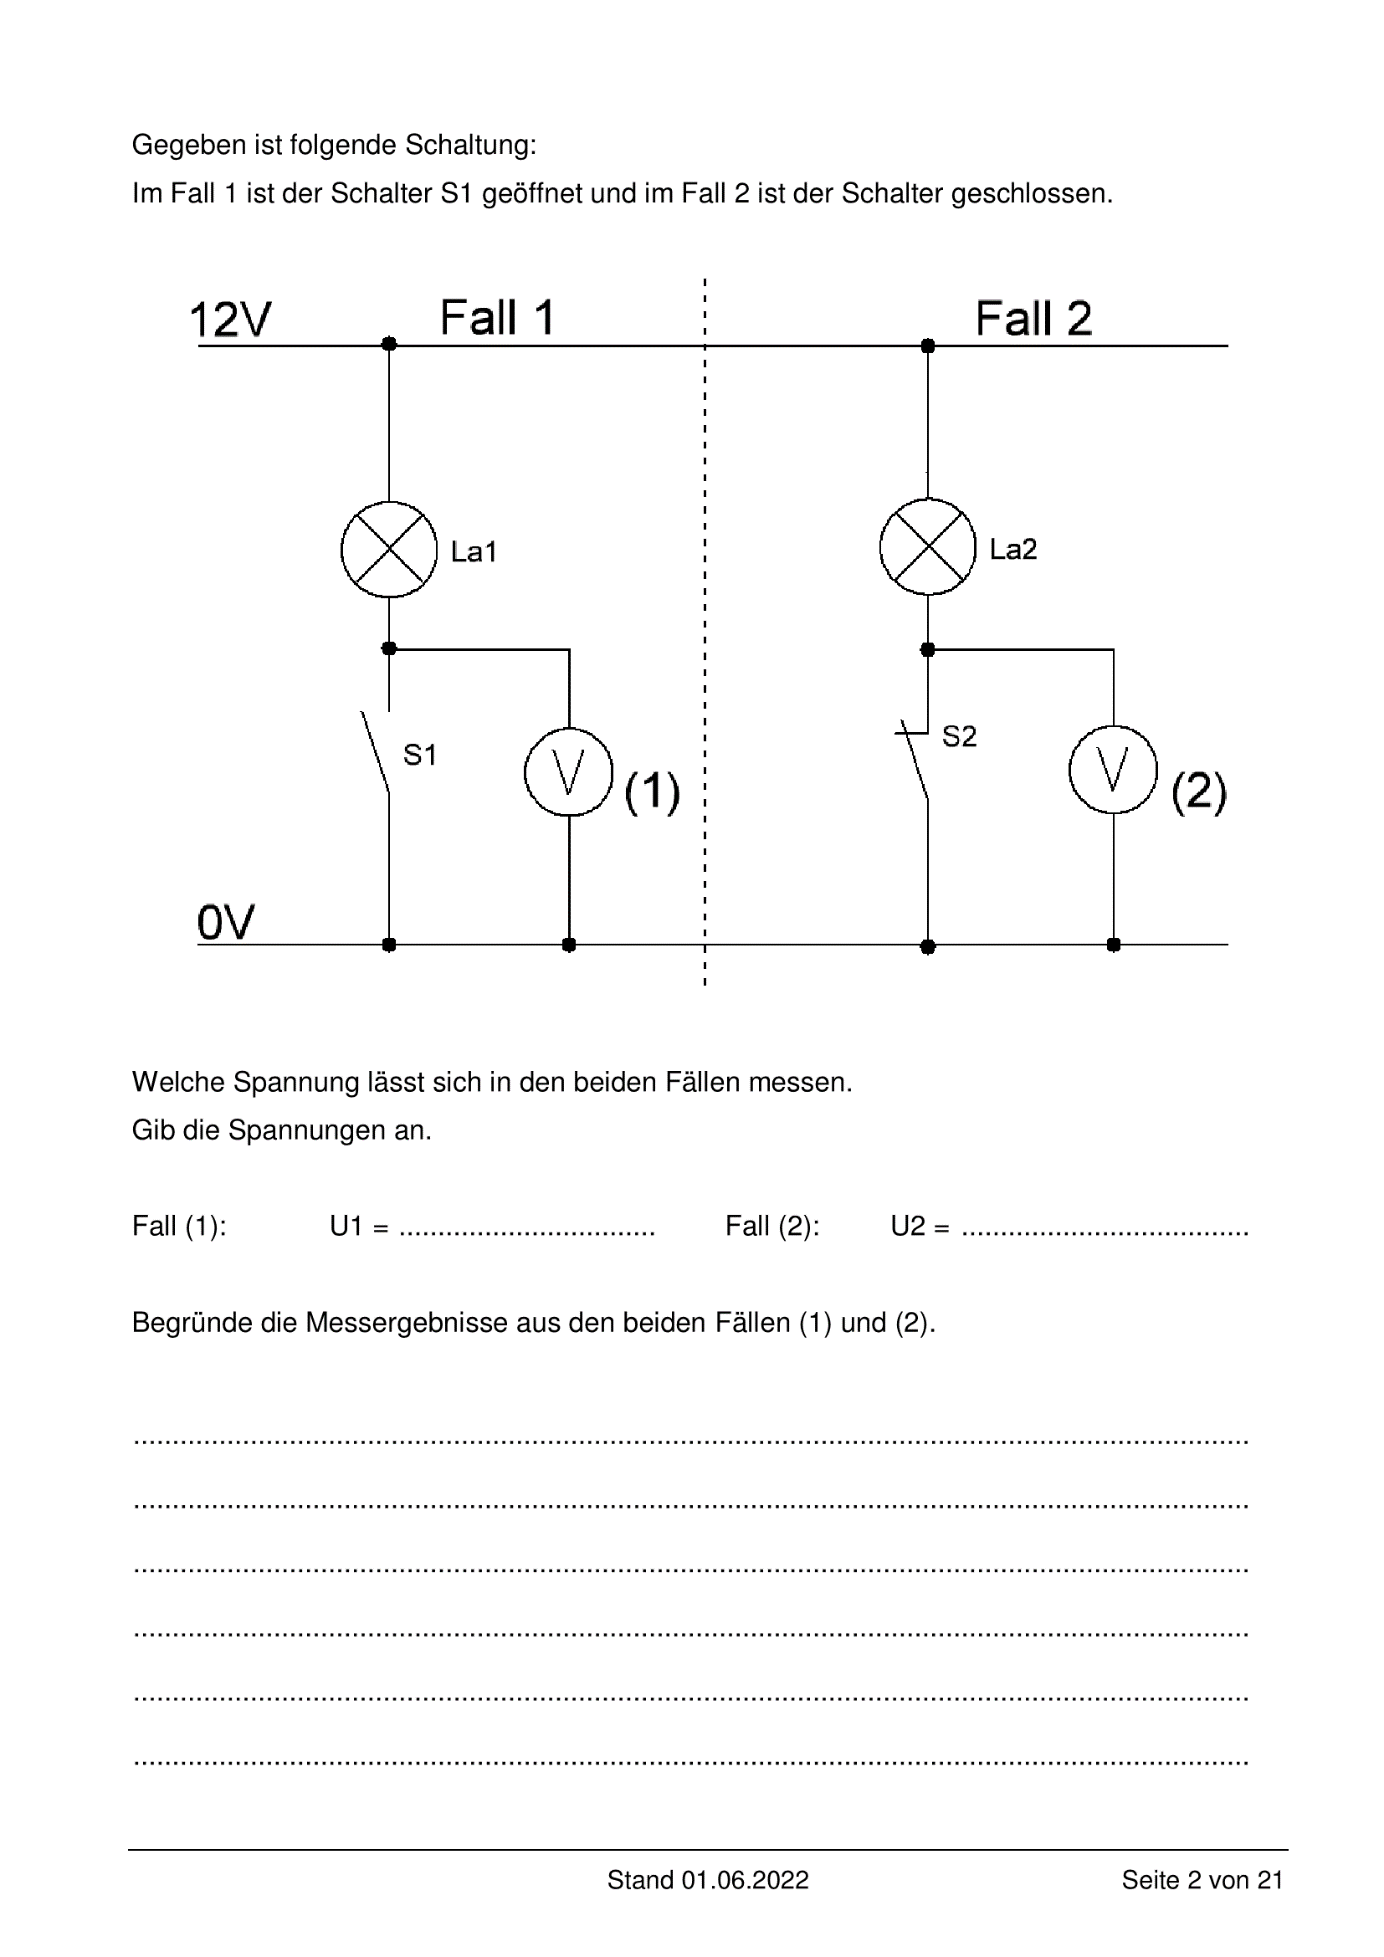 Gegeben ist folgende Schaltung:
Im Fall 1 ist der Schalter S1 geöffnet und im Fall 2 ist der Schalter geschlossen.
12V Fall 1 Fall 2
La1 La2
S1 V (1) S2 V (2)
0V
Welche Spannung lässt sich in den beiden Fällen messen.
Gib die Spannungen an.
Fall (1): U1 = ................................. Fall (2): U2 = .....................................
Begründe die Messergebnisse aus den beiden Fällen (1) und (2).
Stand 01.06.2022 Seite 2 von 21